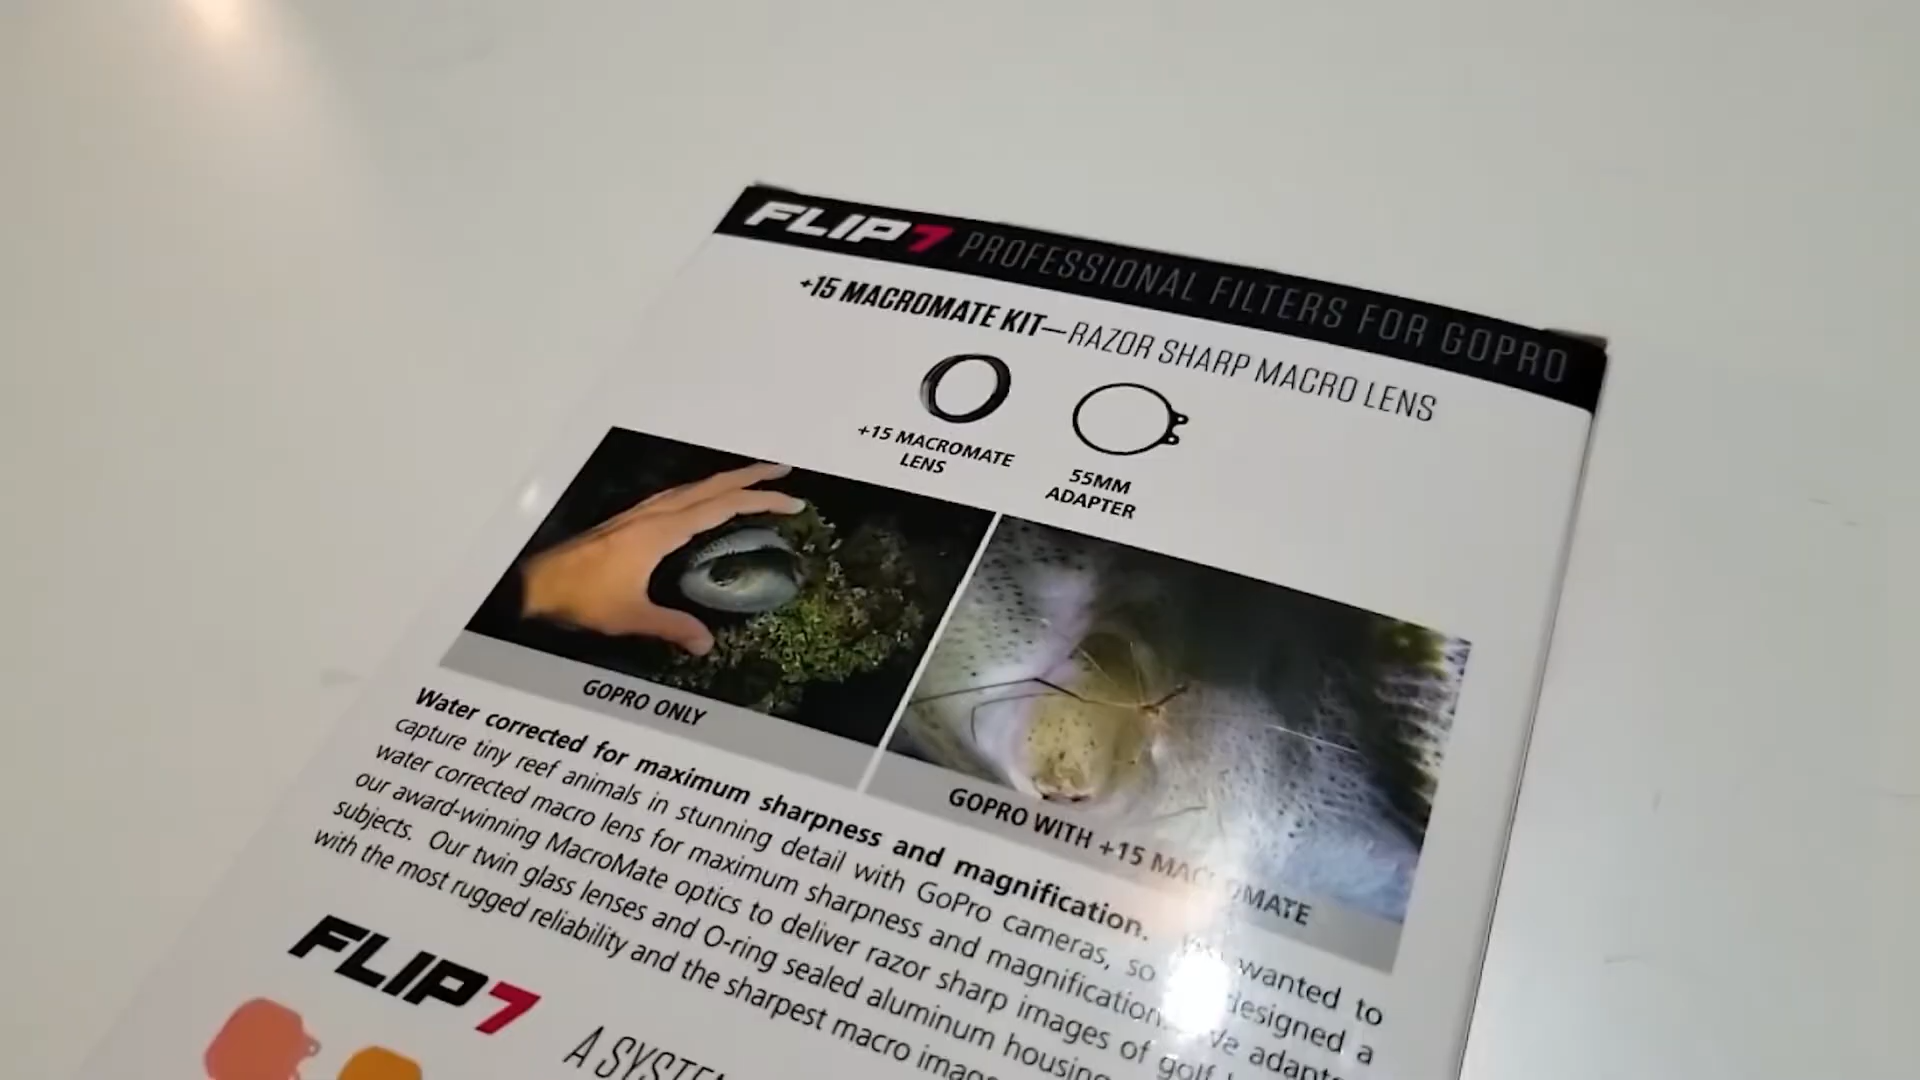 FLIP7 PROFESSIONAL FILTERS FOR GOPRO
+15 MACROMATE KIT—RAZOR SHARP MACRO LENS
+15 MACROMATE
LENS
55MM
ADAPTER
GOPRO ONLY
GOPRO WITH +15 MACROMATE
Water corrected for maximum sharpness and magnification. wanted to
capture tiny reef animals in stunning detail with GoPro cameras, so designed a
water corrected macro lens for maximum sharpness and magnification. We
our award-winning MacroMate optics to deliver razor sharp images of golf
subjects. Our twin glass lenses and O-ring sealed aluminum
with the most rugged reliability and the sharpest macro
FLIP7
A